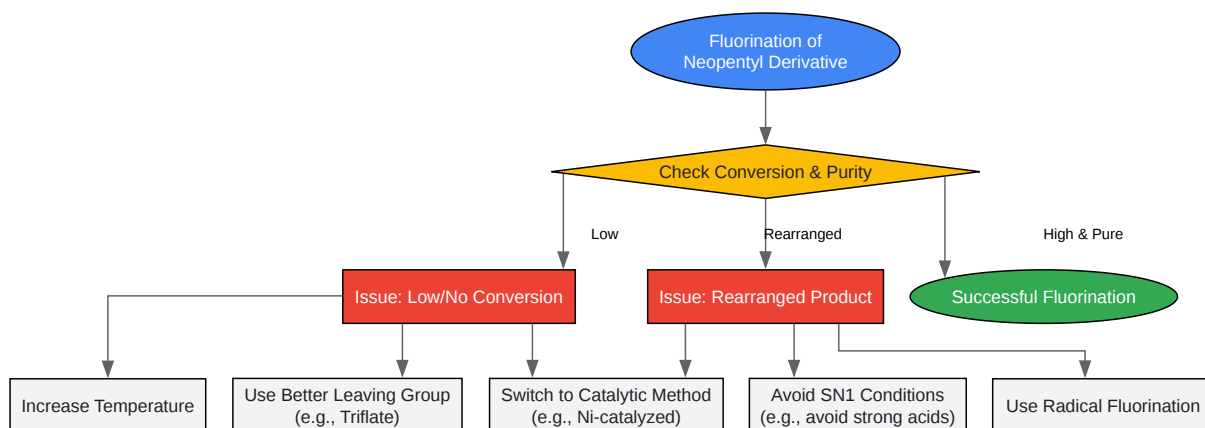 Fluorination of
Neopentyl Derivative
Check Conversion & Purity
Low
Rearranged
High & Pure
Issue: Low/No Conversion
Issue: Rearranged Product
Successful Fluorination
Increase Temperature
Use Better Leaving Group
(e.g., Triflate)
Switch to Catalytic Method
(e.g., Ni-catalyzed)
Avoid SN1 Conditions
(e.g., avoid strong acids)
Use Radical Fluorination